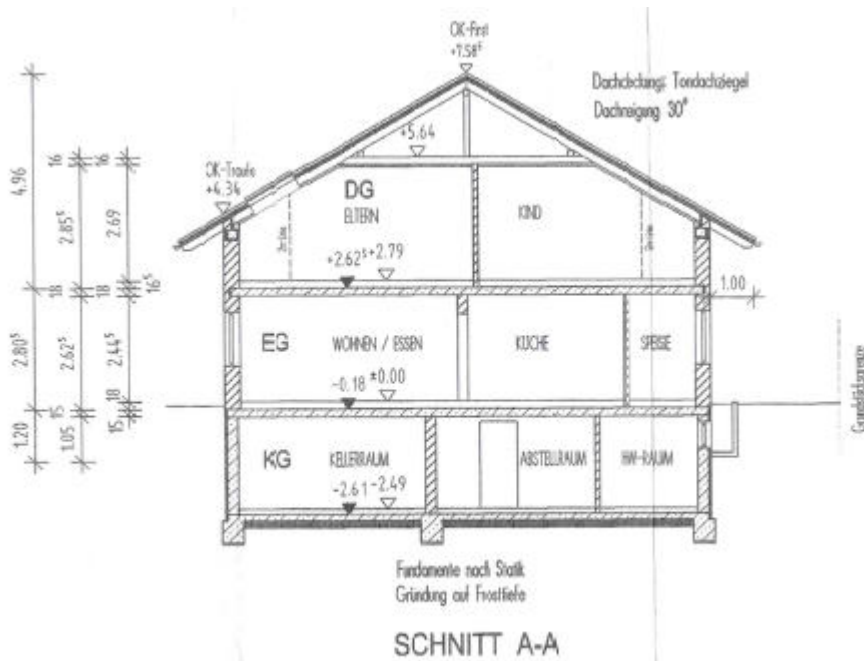 OK-First
+7.58⁵
Dachdeckung: Tondachziegel
Dachneigung 30°
+5.64
OK-Traufe
+4.34
DG
ELTERN
KIND
+2.62⁵
+2.79
1.00
EG
WOHNEN / ESSEN
KÜCHE
SPEISE
-0.18
±0.00
KG
KELLERRAUM
ABSTELLRAUM
HW-RAUM
-2.61
-2.49
4.96
2.80⁵
1.20
16
2.85⁵
18
2.62⁵
15
1.05
16
2.69
18
16⁵
2.44⁵
18
15
Grundstücksgrenze
Fundamente nach Statik
Gründung auf Frosttiefe
SCHNITT A-A